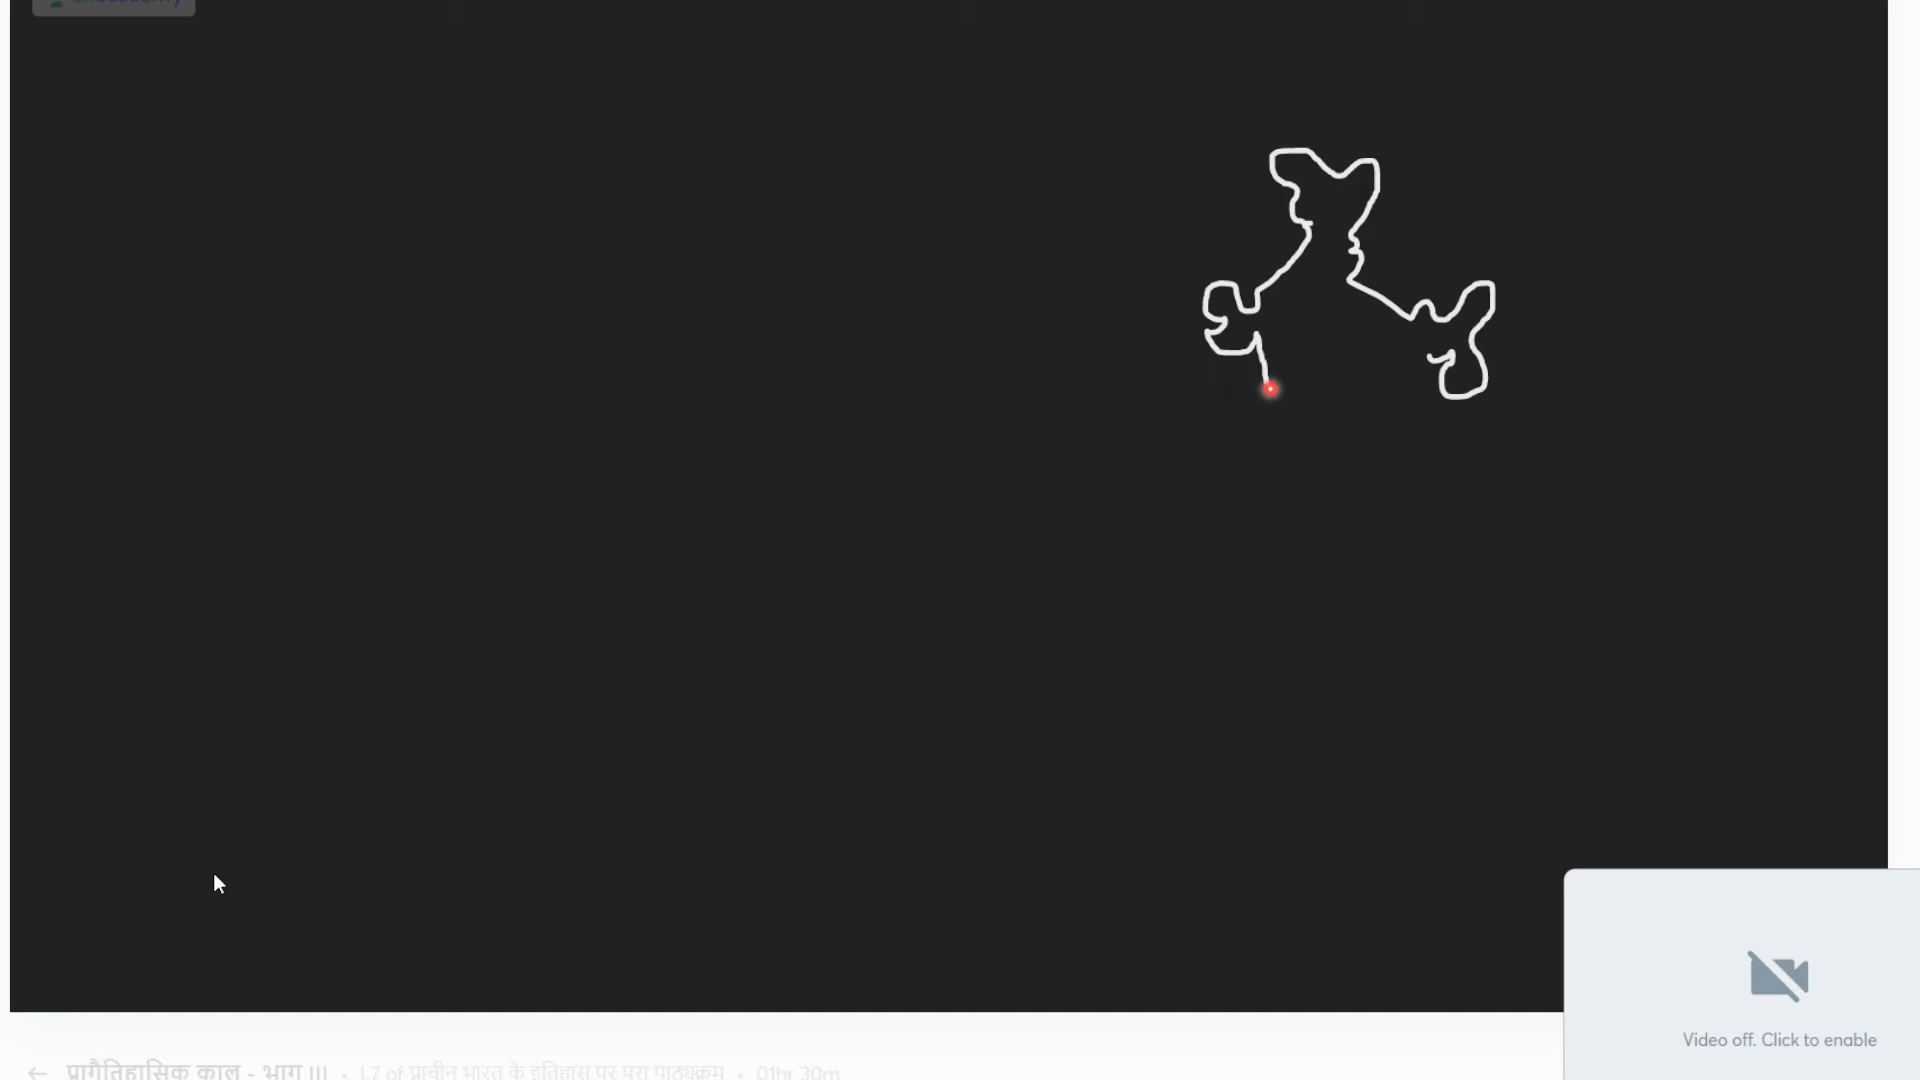 Video off. Click to enable
← प्रागैतिहासिक काल - भाग III • L7 of प्राचीन भारत के इतिहास पर पूरा पाठ्यक्रम • 01hr 30m